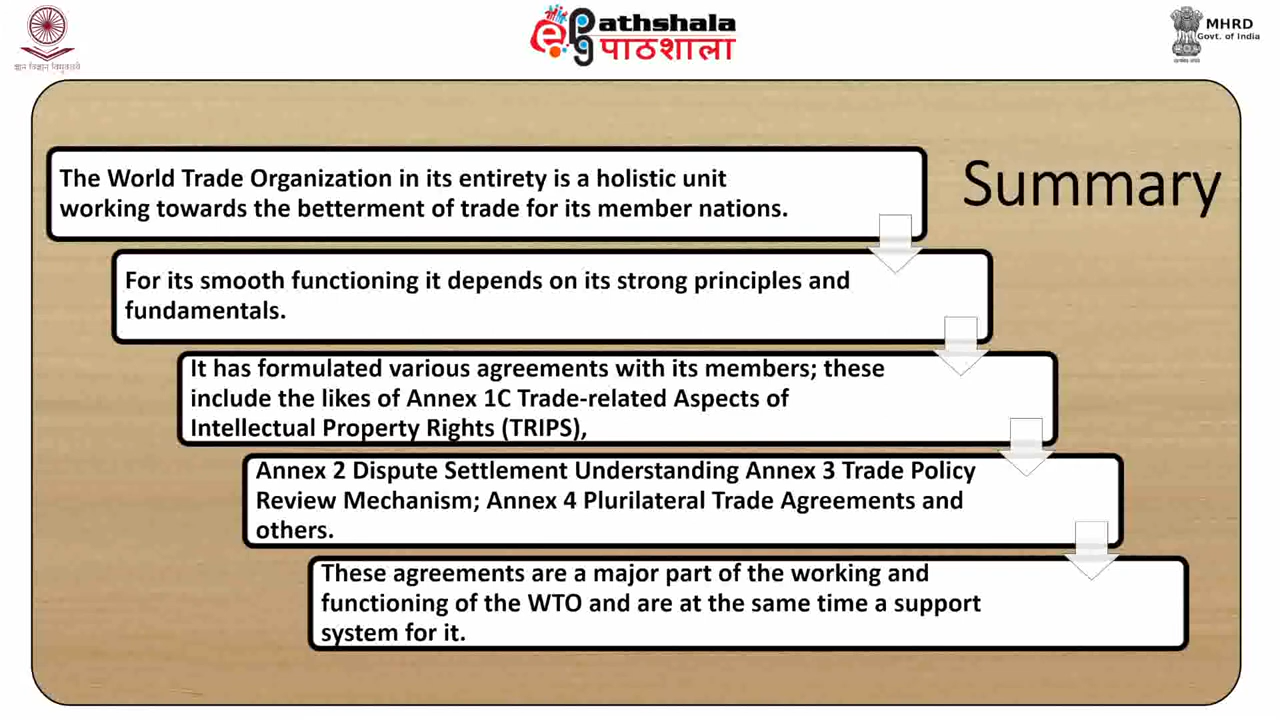 ज्ञान विज्ञान विमुक्तये
ePathshala
पाठशाला
MHRD
Govt. of India
सत्यमेव जयते
Summary
The World Trade Organization in its entirety is a holistic unit
working towards the betterment of trade for its member nations.
For its smooth functioning it depends on its strong principles and
fundamentals.
It has formulated various agreements with its members; these
include the likes of Annex 1C Trade-related Aspects of
Intellectual Property Rights (TRIPS),
Annex 2 Dispute Settlement Understanding Annex 3 Trade Policy
Review Mechanism; Annex 4 Plurilateral Trade Agreements and
others.
These agreements are a major part of the working and
functioning of the WTO and are at the same time a support
system for it.